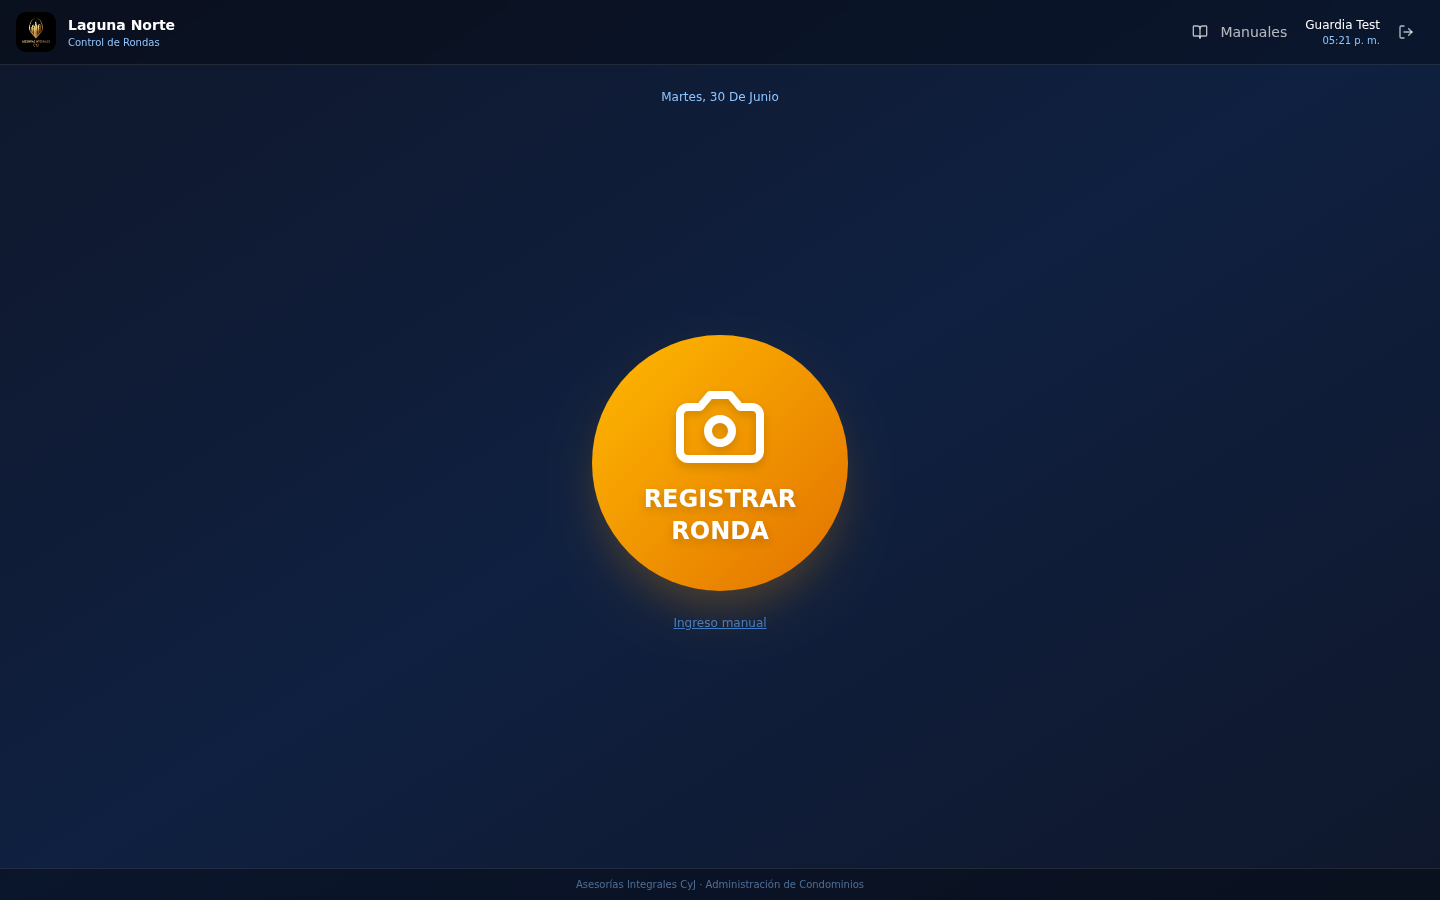 Laguna Norte
Control de Rondas
Manuales
Guardia Test
05:21 p. m.
Martes, 30 De Junio
REGISTRAR
RONDA
Ingreso manual
Asesorías Integrales CyJ · Administración de Condominios